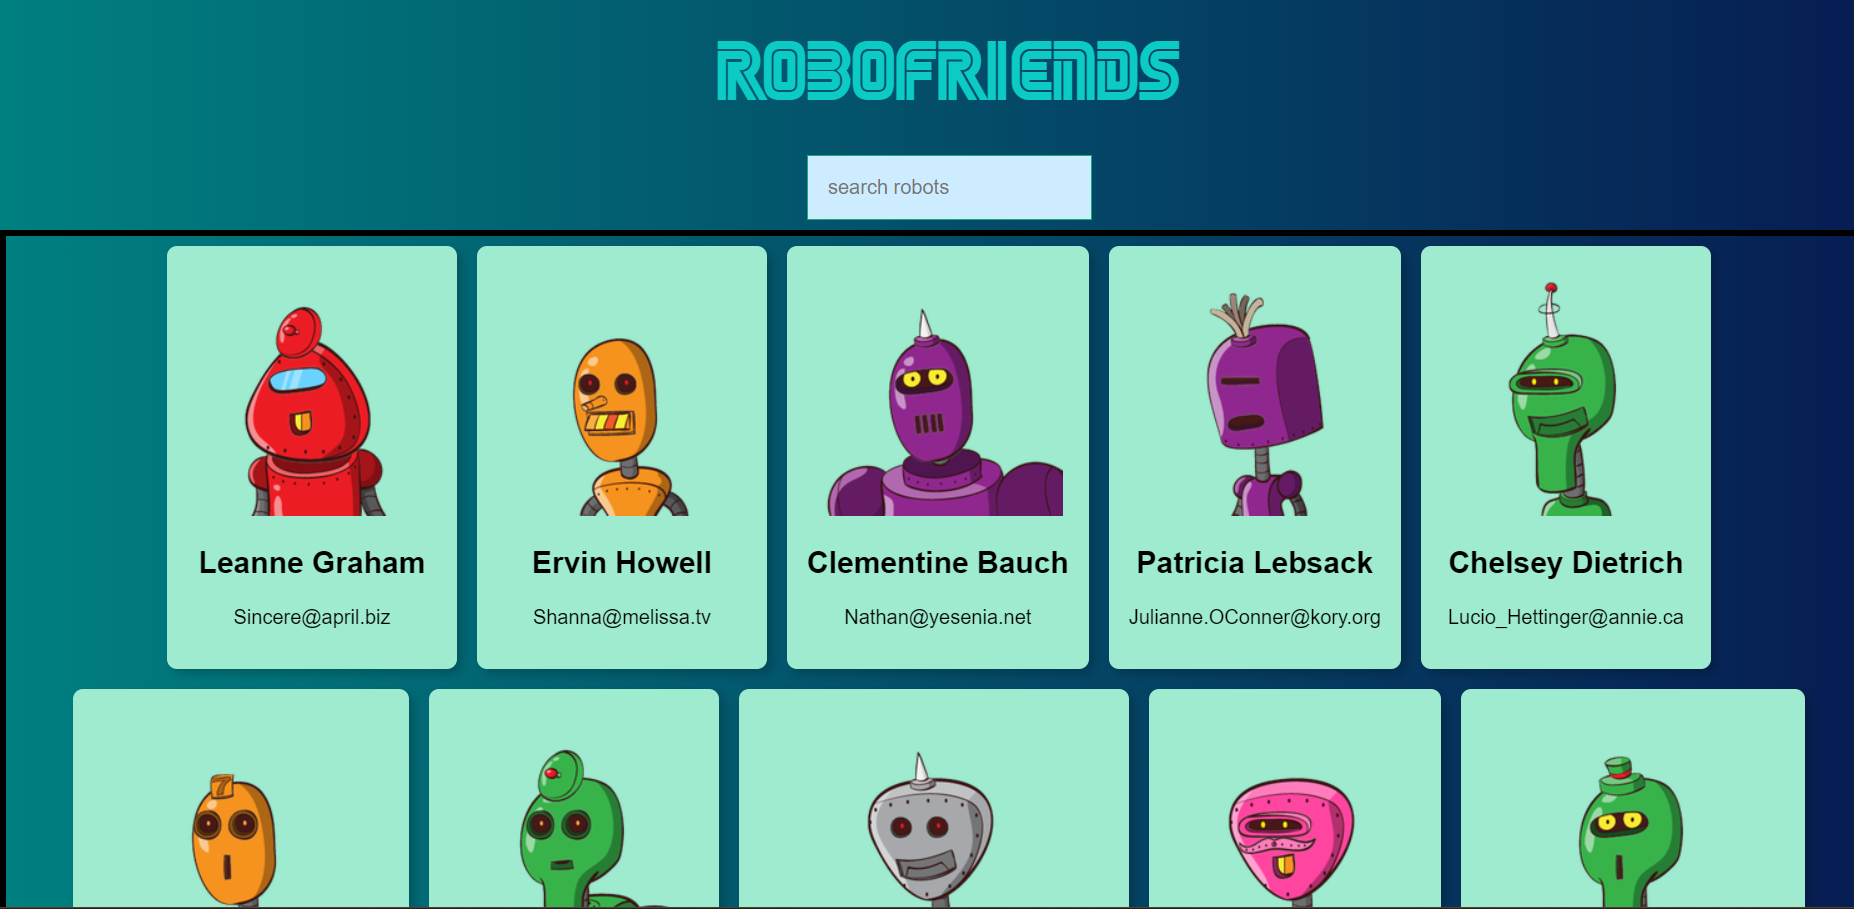 ROBOFRIENDS
search robots
Leanne Graham
Sincere@april.biz
Ervin Howell
Shanna@melissa.tv
Clementine Bauch
Nathan@yesenia.net
Patricia Lebsack
Julianne.OConner@kory.org
Chelsey Dietrich
Lucio_Hettinger@annie.ca
7